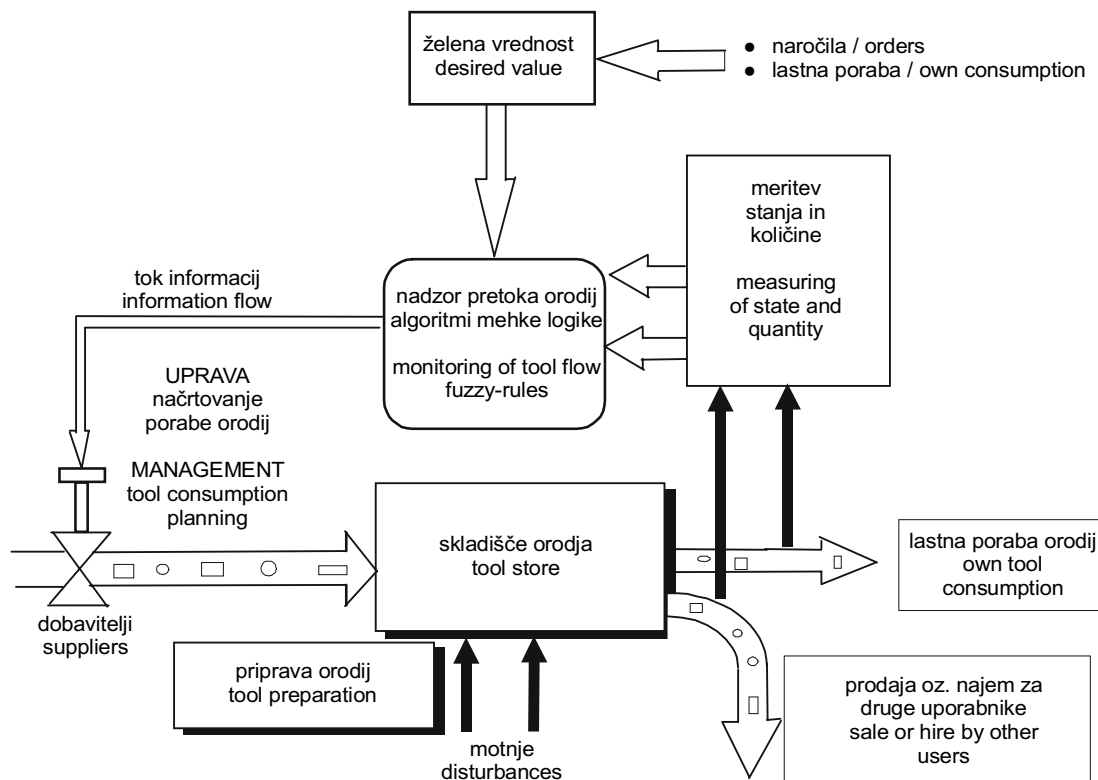 želena vrednost
desired value
● naročila / orders
● lastna poraba / own consumption
meritev
stanja in
količine
measuring
of state and
quantity
tok informacij
information flow
nadzor pretoka orodij
algoritmi mehke logike
monitoring of tool flow
fuzzy-rules
UPRAVA
načrtovanje
porabe orodij
MANAGEMENT
tool consumption
planning
skladišče orodja
tool store
lastna poraba orodij
own tool
consumption
dobavitelji
suppliers
priprava orodij
tool preparation
motnje
disturbances
prodaja oz. najem za
druge uporabnike
sale or hire by other
users